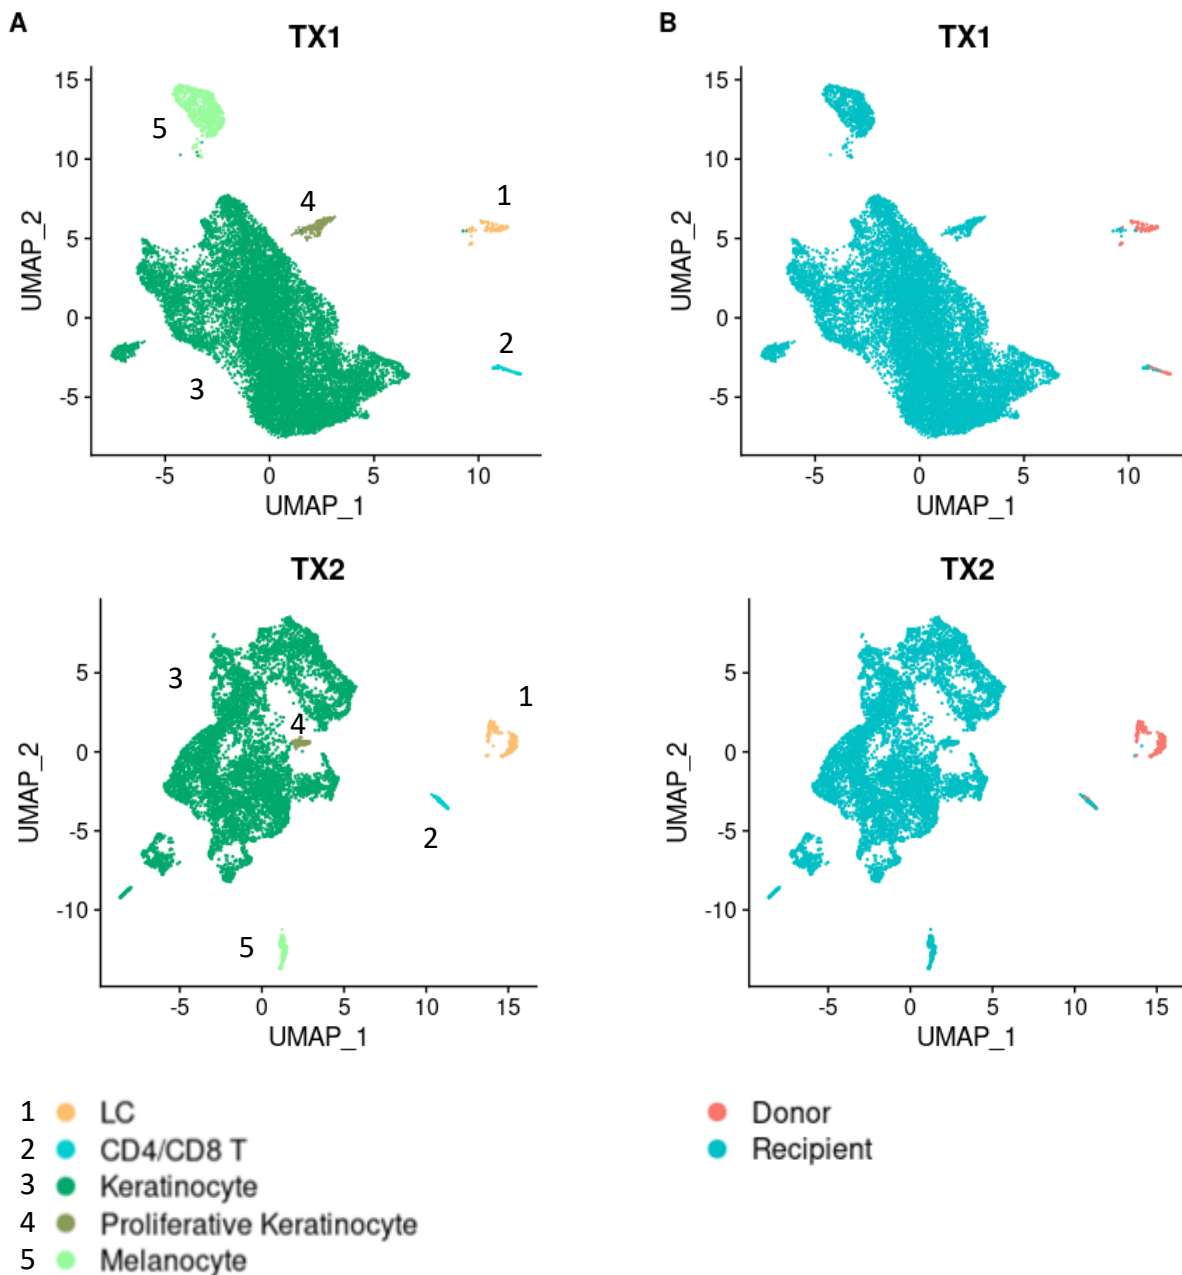 A
B
TX1
TX1
15
10
5
0
-5
UMAP_2
5
4
1
2
3
-5 0 5 10
UMAP_1
15
10
5
0
-5
UMAP_2
-5 0 5 10
UMAP_1
TX2
TX2
5
0
-5
-10
UMAP_2
3
4
1
2
5
-5 0 5 10 15
UMAP_1
5
0
-5
-10
UMAP_2
-5 0 5 10 15
UMAP_1
1 LC
2 CD4/CD8 T
3 Keratinocyte
4 Proliferative Keratinocyte
5 Melanocyte
Donor
Recipient